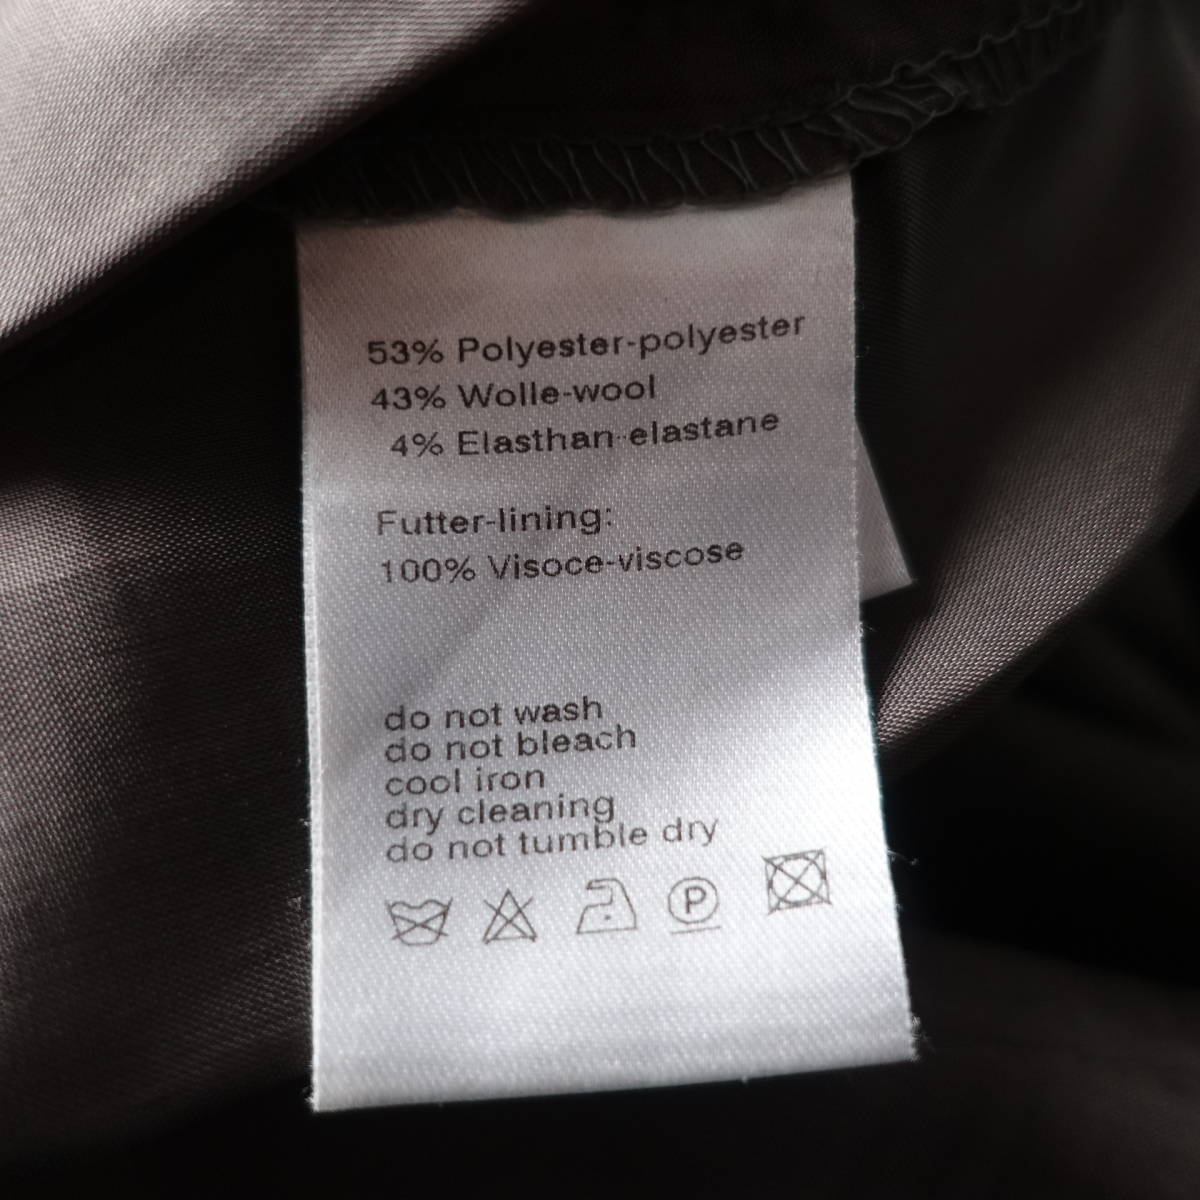 53% Polyester-polyester
43% Wolle-wool
4% Elasthan-elastane
Futter-lining:
100% Visoce-viscose
do not wash
do not bleach
cool iron
dry cleaning
do not tumble dry
P